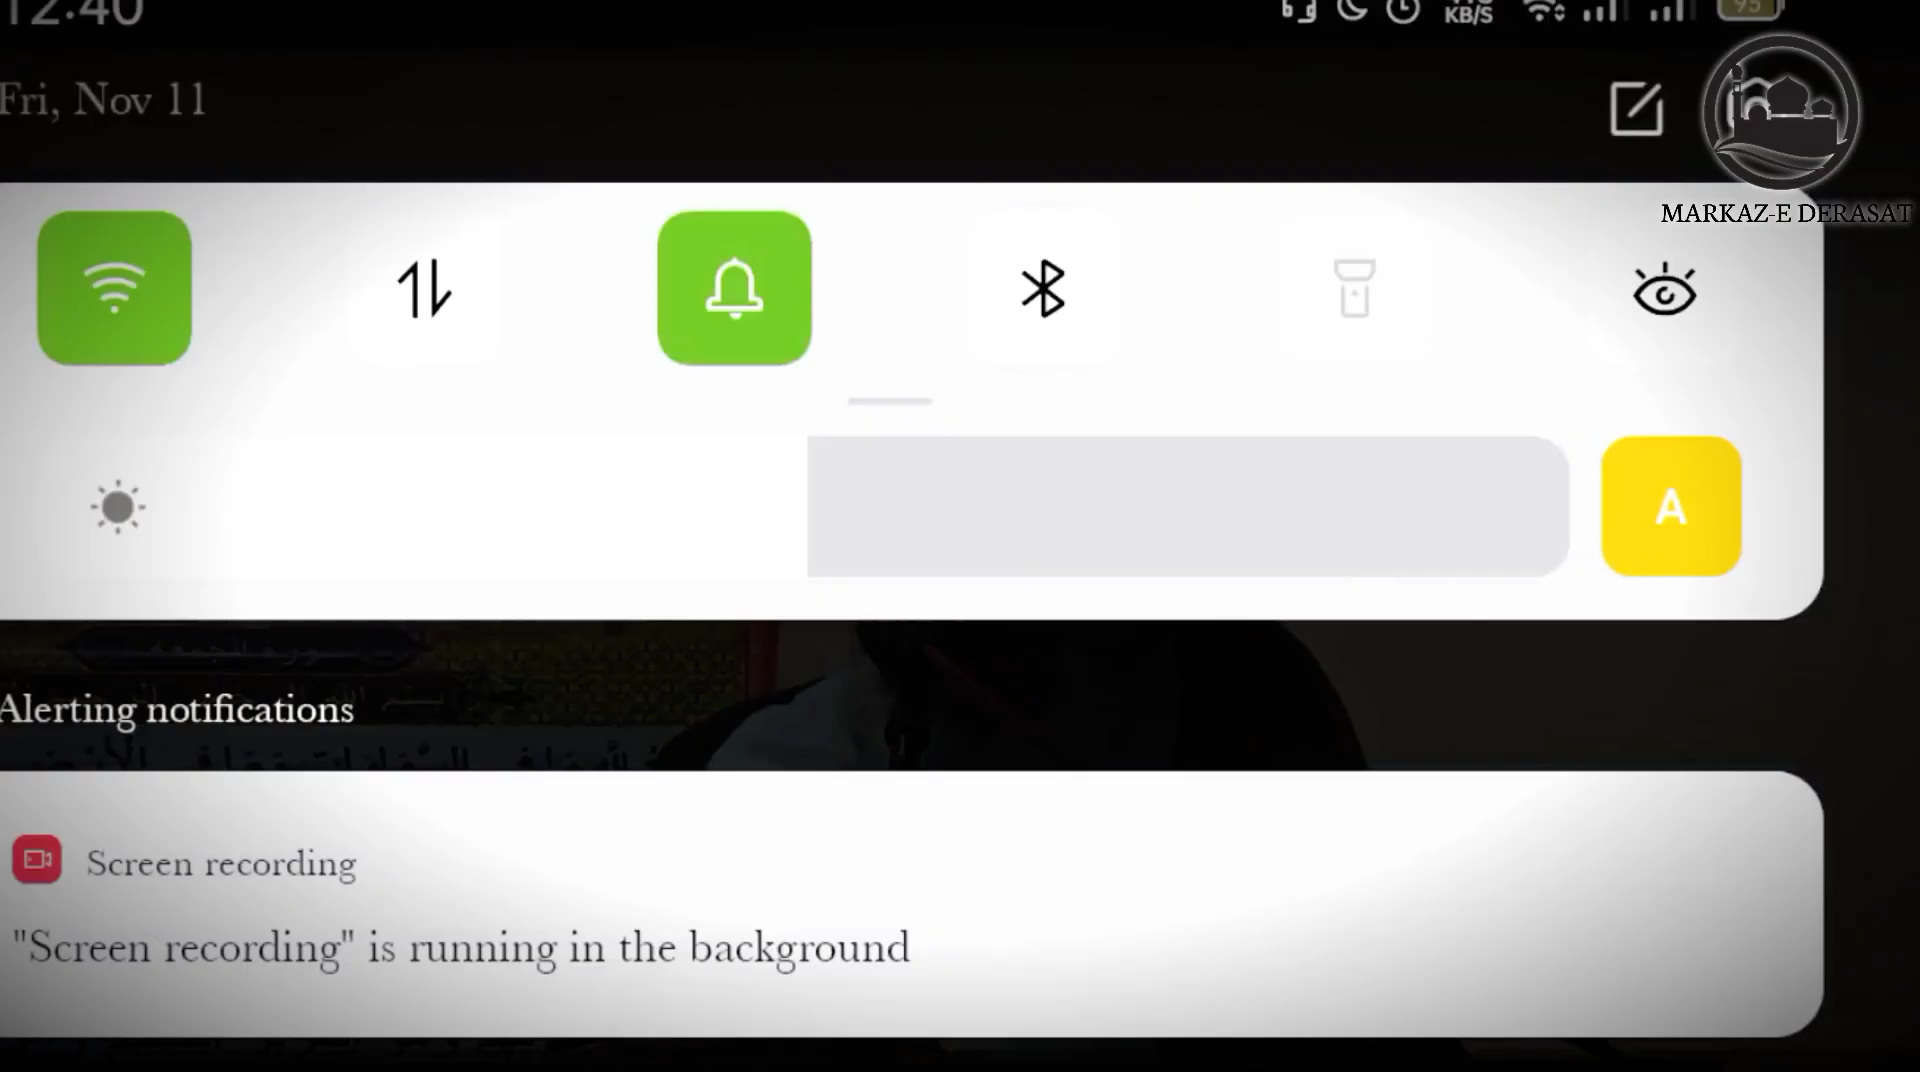 12:40
KB/S
95
Fri, Nov 11
MARKAZ-E DERASAT
A
Alerting notifications
Screen recording
"Screen recording" is running in the background